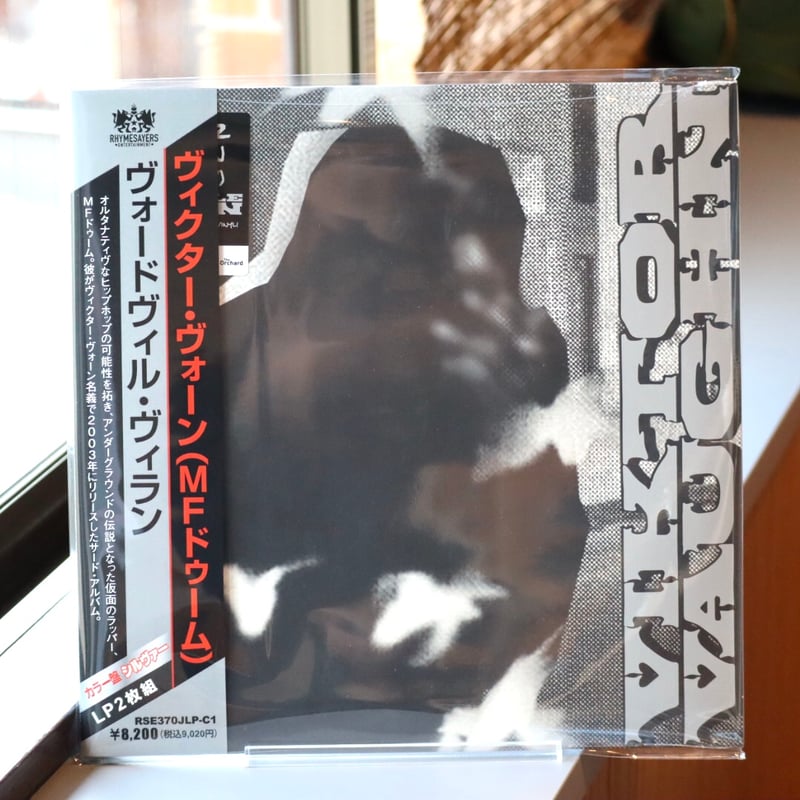 RHYMESAYERS
ENTERTAINMENT
ヴィクター・ヴォーン(MFドゥーム)
ヴォードヴィル・ヴィラン
オルタナティヴなヒップホップの可能性を拓き、アンダーグラウンドの伝説となった仮面のラッパー、
MFドゥーム。彼がヴィクター・ヴォーン名義で2003年にリリースしたサード・アルバム。
カラー盤 シルヴァー
LP2枚組
RSE370JLP-C1
¥8,200(税込9,020円)
The Orchard
VIKTOR
VAUGHN